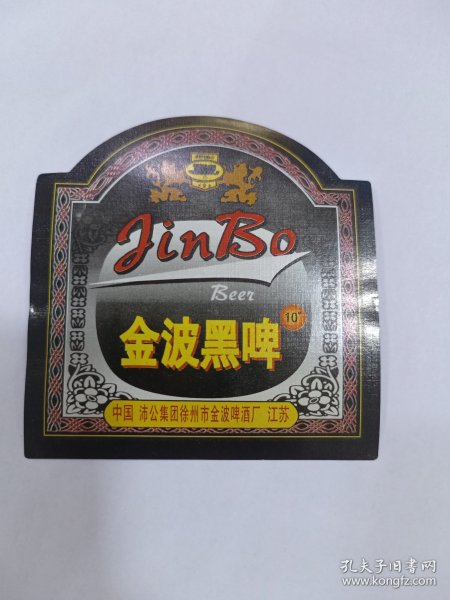 JinBo
Beer
金波黑啤
10°
中国 沛公集团徐州市金波啤酒厂 江苏
孔夫子旧书网
www.kongfz.com